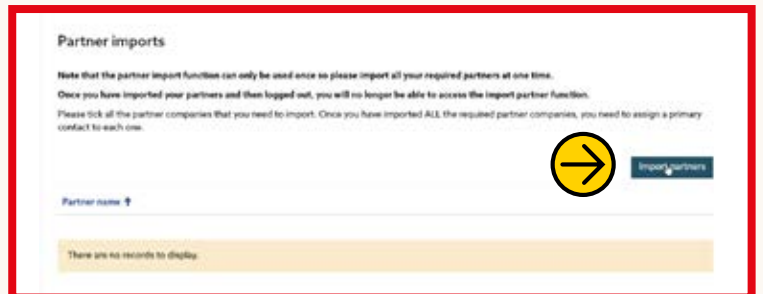 Partner imports
Note that the partner import function can only be used once so please import all your required partners at one time.
Once you have imported your partners and then logged out, you will no longer be able to access the import partner function.
Please tick all the partner companies that you need to import. Once you have imported ALL the required partner companies, you need to assign a primary
contact to each one.
Import partners
Partner name ↑
There are no records to display.